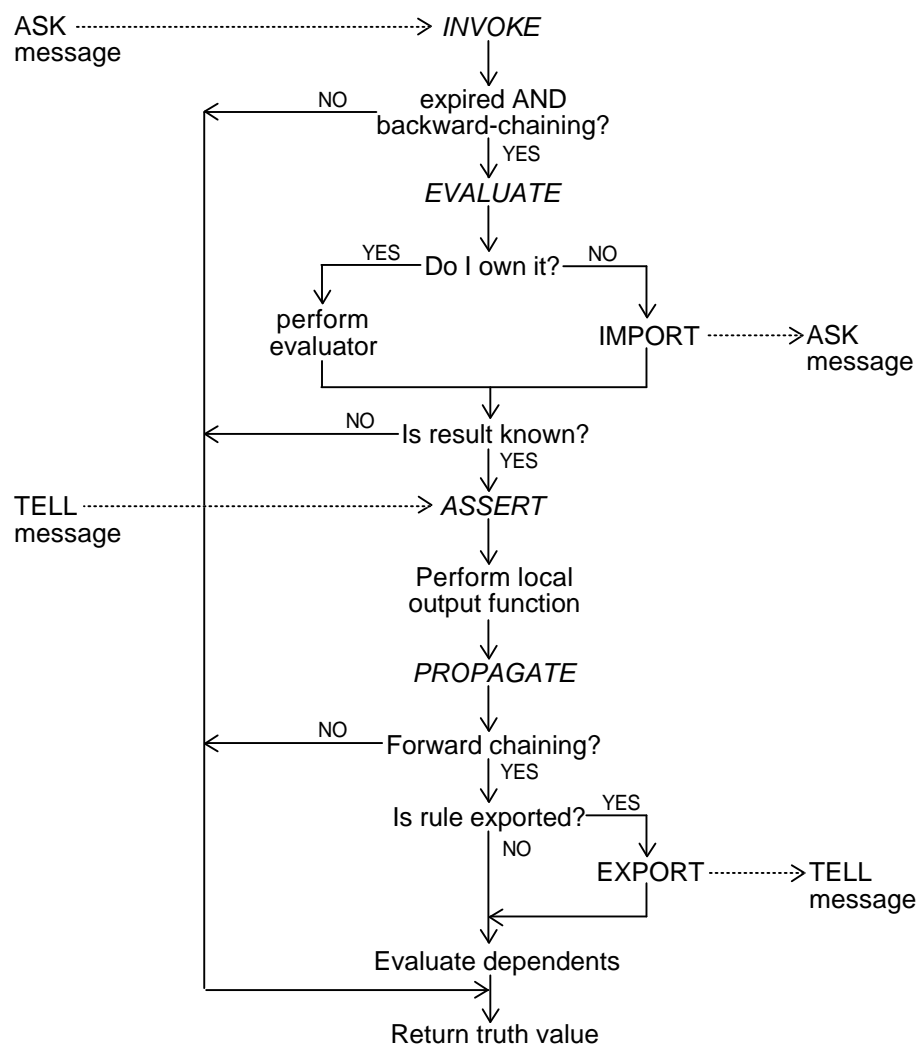 ASK
message
INVOKE
NO
expired AND
backward-chaining?
YES
EVALUATE
YES
Do I own it?
NO
perform
evaluator
IMPORT
ASK
message
NO
Is result known?
YES
TELL
message
ASSERT
Perform local
output function
PROPAGATE
NO
Forward chaining?
YES
Is rule exported?
YES
NO
EXPORT
TELL
message
Evaluate dependents
Return truth value